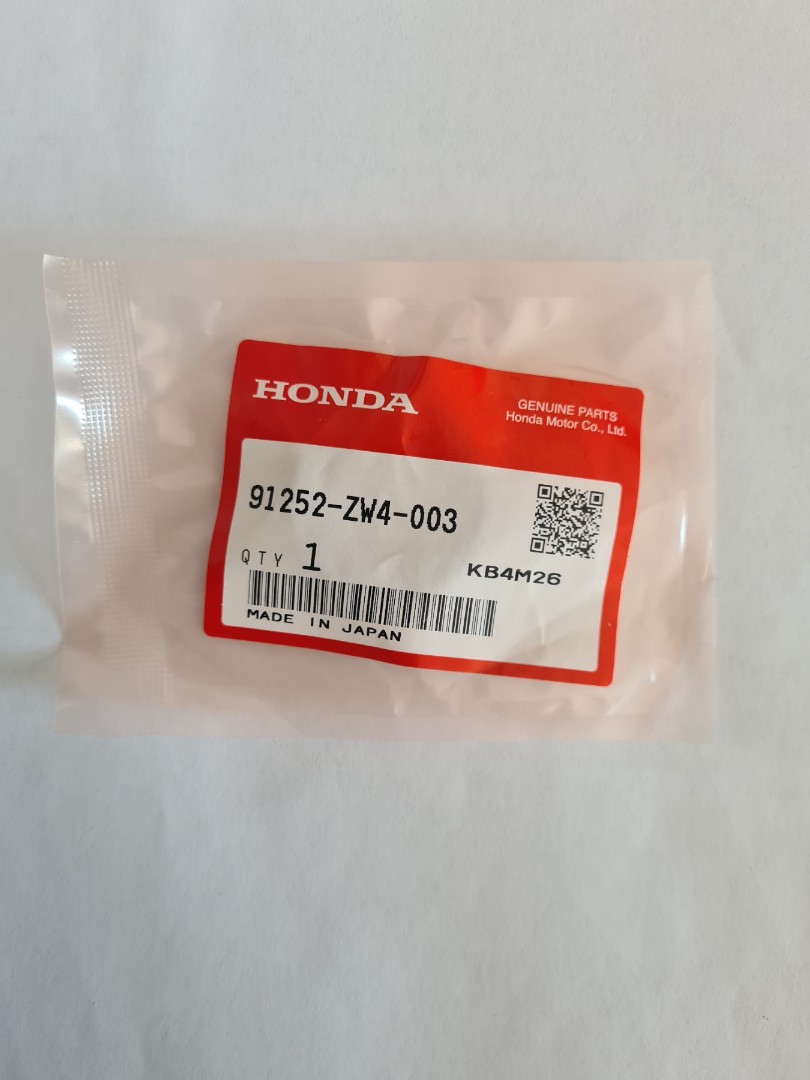 HONDA
GENUINE PARTS
Honda Motor Co., Ltd.
91252-ZW4-003
QTY 1
KB4M26
MADE IN JAPAN